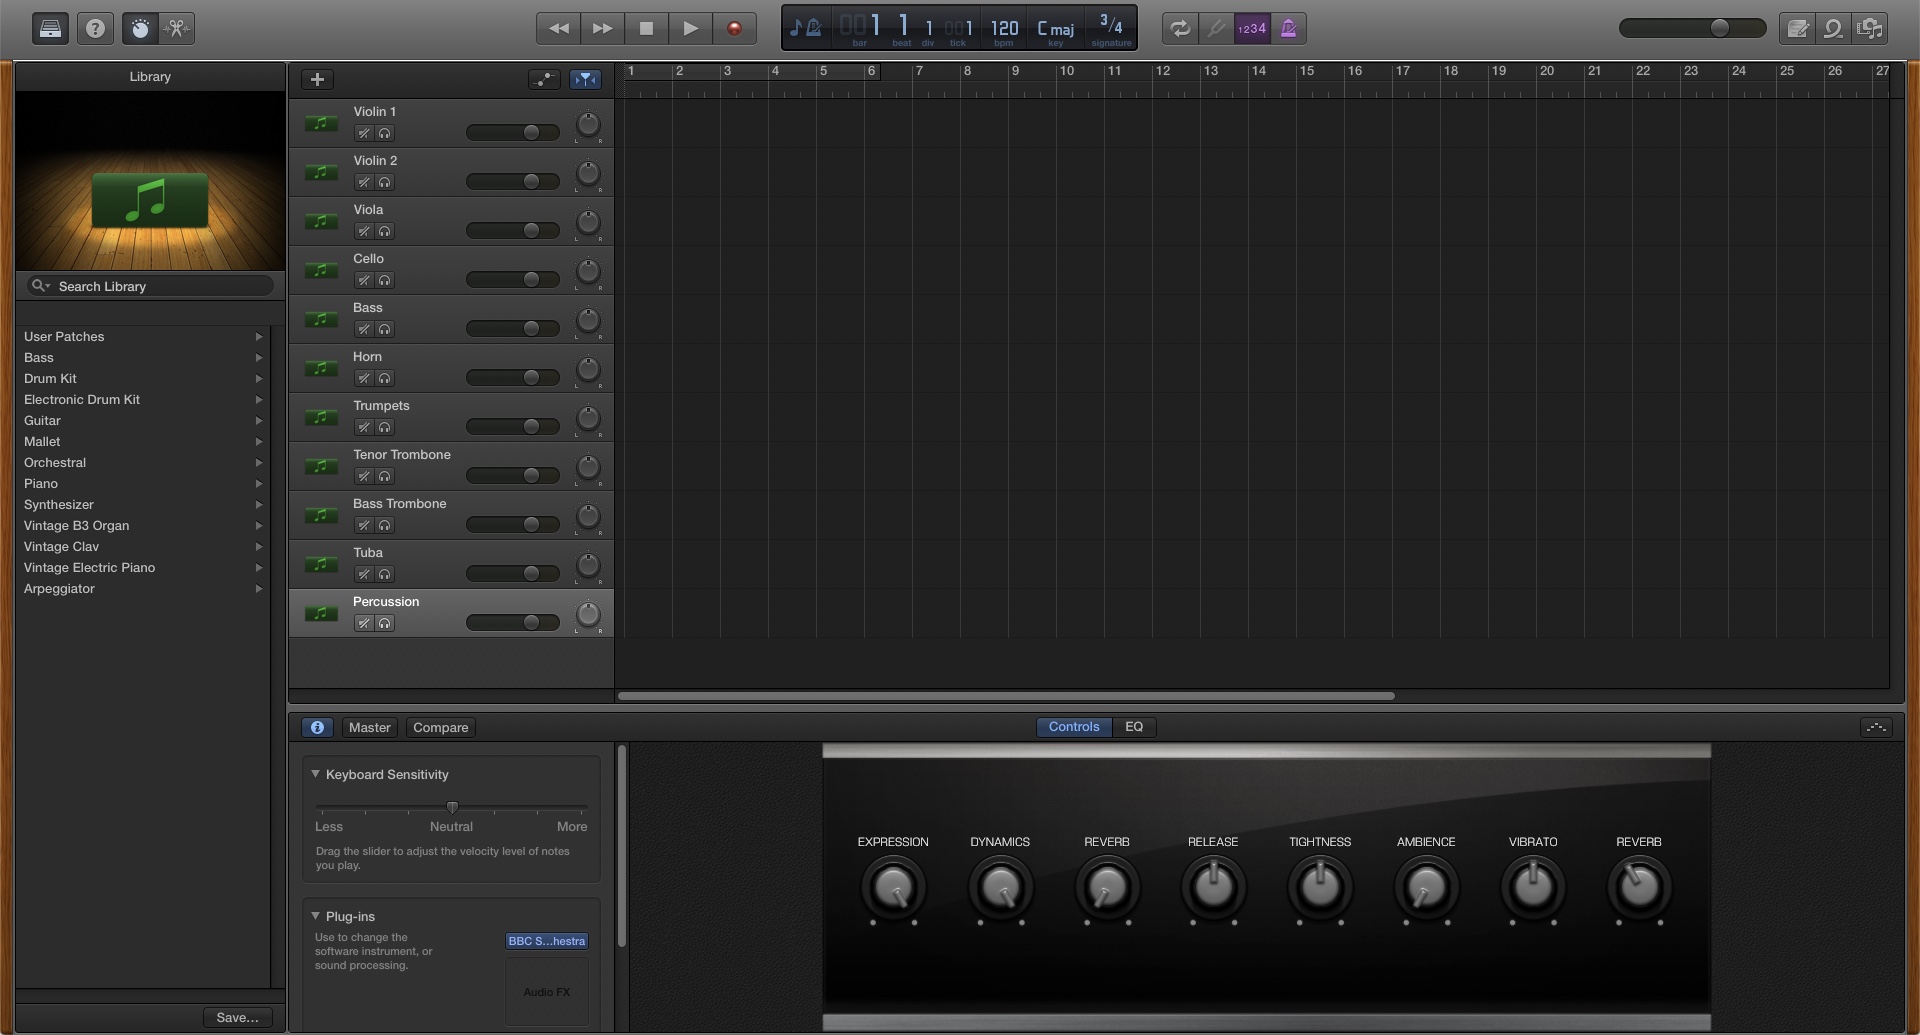 ?
1234
1 1 1 1
bar beat div tick
120
bpm
C maj
key
3/4
signature
Library
Search Library
User Patches
Bass
Drum Kit
Electronic Drum Kit
Guitar
Mallet
Orchestral
Piano
Synthesizer
Vintage B3 Organ
Vintage Clav
Vintage Electric Piano
Arpeggiator
Save...
1 2 3 4 5 6 7 8 9 10 11 12 13 14 15 16 17 18 19 20 21 22 23 24 25 26 27
Violin 1
L R
Violin 2
L R
Viola
L R
Cello
L R
Bass
L R
Horn
L R
Trumpets
L R
Tenor Trombone
L R
Bass Trombone
L R
Tuba
L R
Percussion
L R
i Master Compare
Controls EQ
Keyboard Sensitivity
Less Neutral More
Drag the slider to adjust the velocity level of notes
you play.
Plug-ins
Use to change the
software instrument, or
sound processing.
BBC S...hestra
Audio FX
EXPRESSION DYNAMICS REVERB RELEASE TIGHTNESS AMBIENCE VIBRATO REVERB